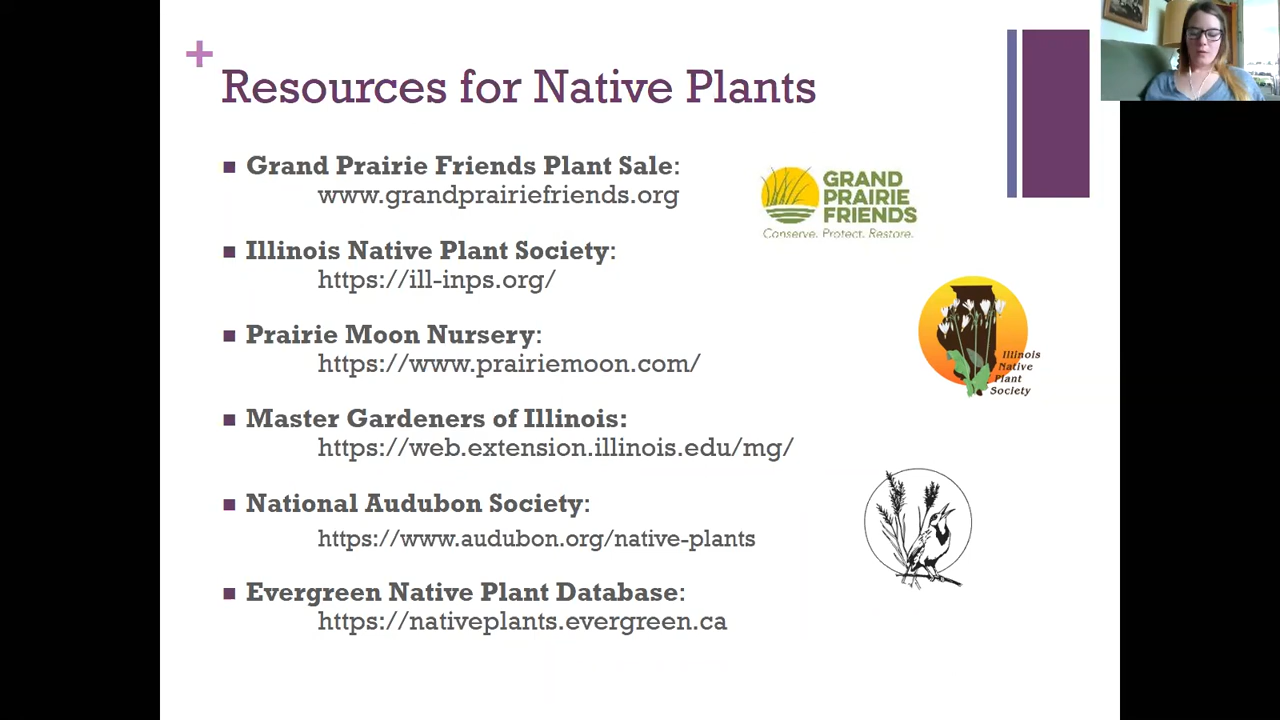 +
Resources for Native Plants
Grand Prairie Friends Plant Sale:
www.grandprairiefriends.org
Illinois Native Plant Society:
https://ill-inps.org/
Prairie Moon Nursery:
https://www.prairiemoon.com/
Master Gardeners of Illinois:
https://web.extension.illinois.edu/mg/
National Audubon Society:
https://www.audubon.org/native-plants
Evergreen Native Plant Database:
https://nativeplants.evergreen.ca
GRAND
PRAIRIE
FRIENDS
Conserve. Protect. Restore.
Illinois
Native
Plant
Society